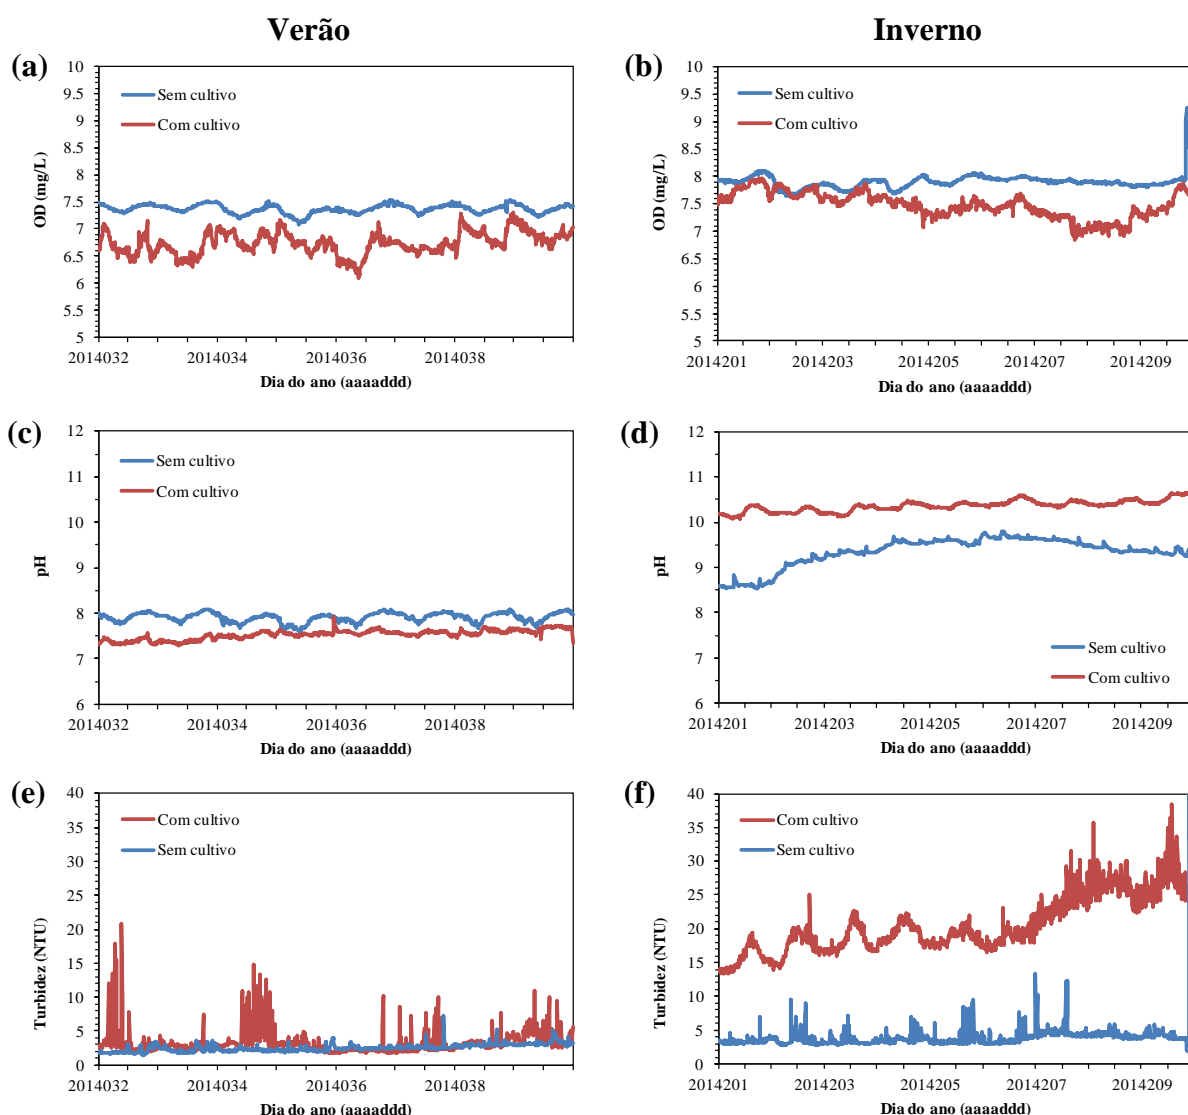 Verão
Inverno
(a)
10
9.5
9
8.5
8
7.5
7
6.5
6
5.5
5
OD (mg/L)
Sem cultivo
Com cultivo
2014032 2014034 2014036 2014038
Dia do ano (aaaaddd)
(b)
10
9.5
9
8.5
8
7.5
7
6.5
6
5.5
5
OD (mg/L)
Sem cultivo
Com cultivo
2014201 2014203 2014205 2014207 2014209
Dia do ano (aaaaddd)
(c)
12
11
10
9
8
7
6
pH
Sem cultivo
Com cultivo
2014032 2014034 2014036 2014038
Dia do ano (aaaaddd)
(d)
12
11
10
9
8
7
6
pH
Sem cultivo
Com cultivo
2014201 2014203 2014205 2014207 2014209
Dia do ano (aaaaddd)
(e)
40
35
30
25
20
15
10
5
0
Turbidez (NTU)
Com cultivo
Sem cultivo
2014032 2014034 2014036 2014038
Dia do ano (aaaaddd)
(f)
40
35
30
25
20
15
10
5
0
Turbidez (NTU)
Com cultivo
Sem cultivo
2014201 2014203 2014205 2014207 2014209
Dia do ano (aaaaddd)